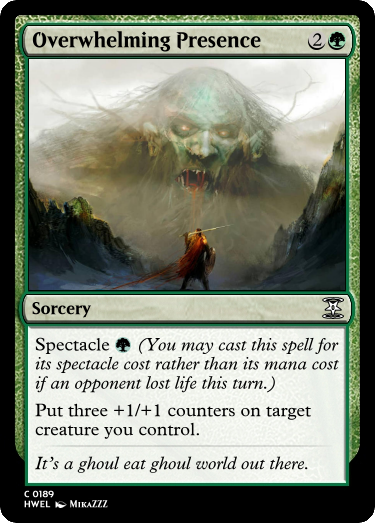 Overwhelming Presence 2
Sorcery
Spectacle (You may cast this spell for
its spectacle cost rather than its mana cost
if an opponent lost life this turn.)
Put three +1/+1 counters on target
creature you control.
It's a ghoul eat ghoul world out there.
C 0189
HWEL MikaZZZ